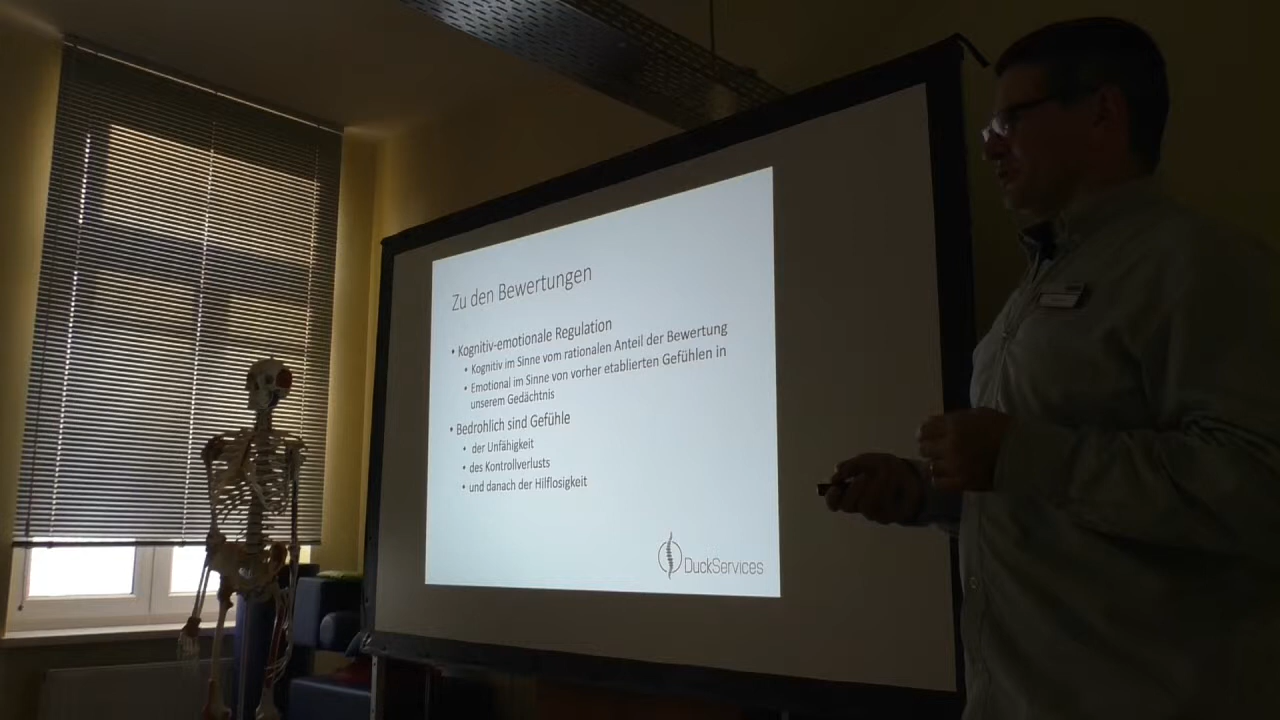 Zu den Bewertungen
• Kognitiv-emotionale Regulation
• Kognitiv im Sinne vom rationalen Anteil der Bewertung
• Emotional im Sinne von vorher etablierten Gefühlen in
unserem Gedächtnis
• Bedrohlich sind Gefühle
• der Unfähigkeit
• des Kontrollverlusts
• und danach der Hilflosigkeit
DuckServices